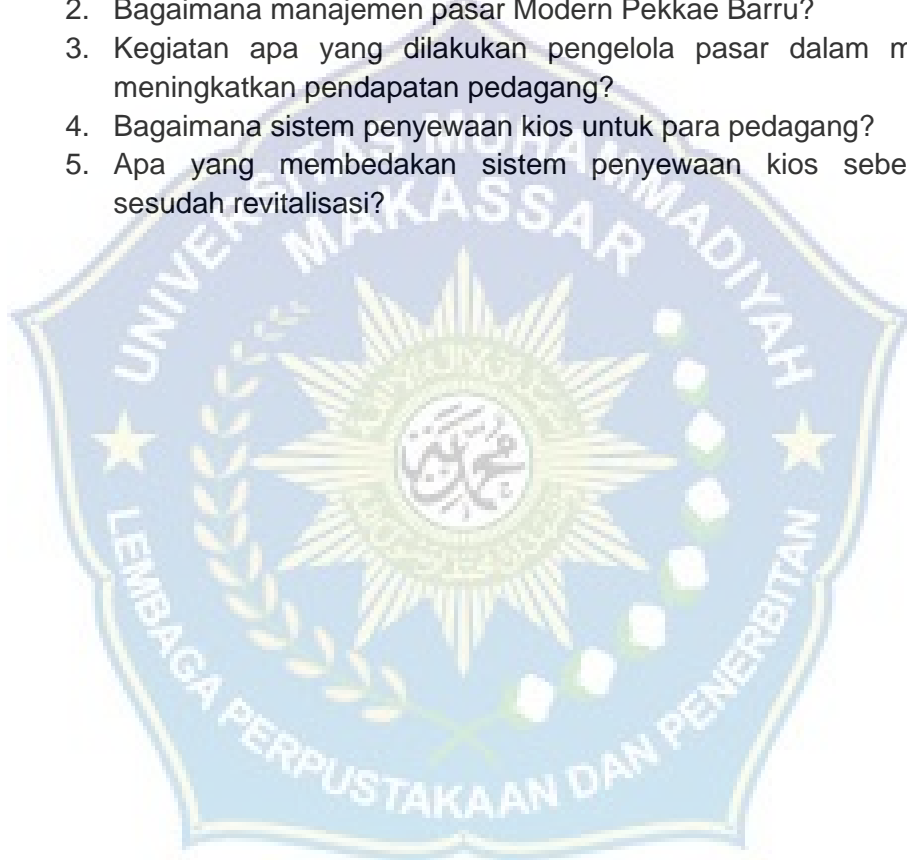 2. Bagaimana manajemen pasar Modern Pekkae Barru?
3. Kegiatan apa yang dilakukan pengelola pasar dalam
meningkatkan pendapatan pedagang?
4. Bagaimana sistem penyewaan kios untuk para pedagang?
5. Apa yang membedakan sistem penyewaan kios
sesudah revitalisasi?
UNIVERSITAS MUHAMMADIYAH
MAKASSAR
LEMBAGA PERPUSTAKAAN DAN PENERBITAN